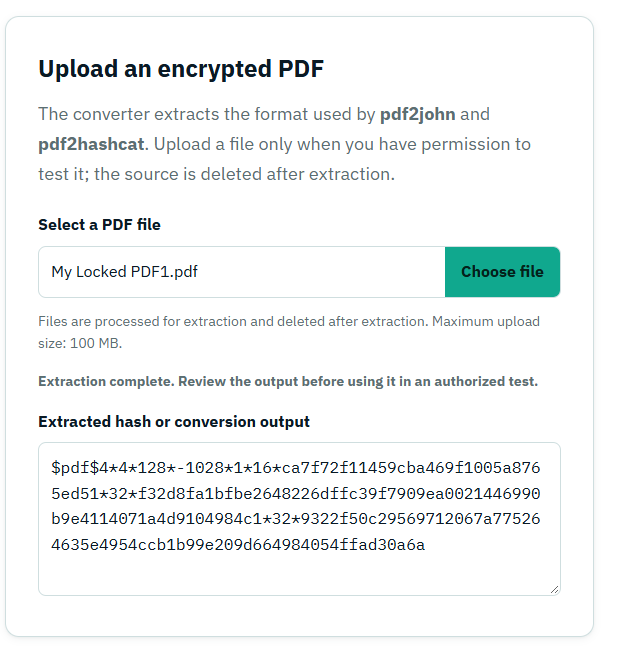 Upload an encrypted PDF
The converter extracts the format used by pdf2john and
pdf2hashcat. Upload a file only when you have permission to
test it; the source is deleted after extraction.
Select a PDF file
My Locked PDF1.pdf
Choose file
Files are processed for extraction and deleted after extraction. Maximum upload
size: 100 MB.
Extraction complete. Review the output before using it in an authorized test.
Extracted hash or conversion output
$pdf$4*4*128*-1028*1*16*ca7f72f11459cba469f1005a876
5ed51*32*f32d8fa1bfbe2648226dffc39f7909ea0021446990
b9e4114071a4d9104984c1*32*9322f50c29569712067a77526
4635e4954ccb1b99e209d664984054ffad30a6a